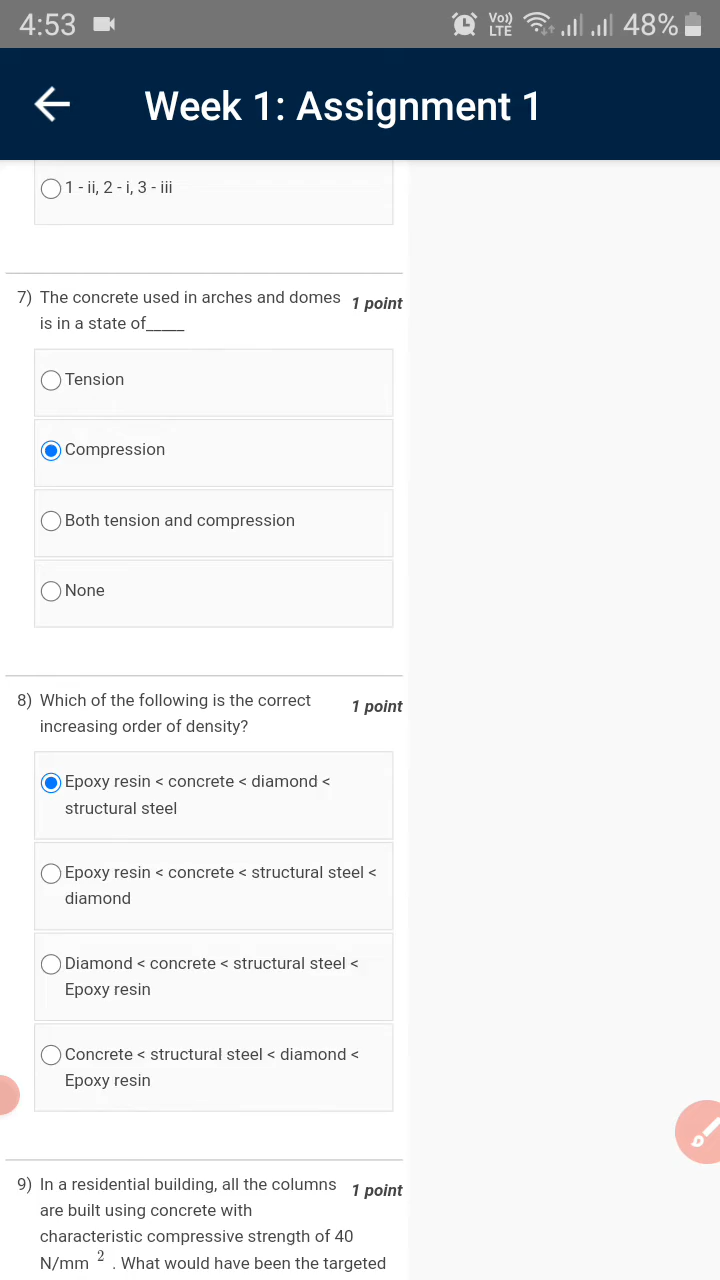 4:53 Vo)) LTE 48%
Week 1: Assignment 1
1 - ii, 2 - i, 3 - iii
7) The concrete used in arches and domes 1 point
is in a state of_____
Tension
Compression
Both tension and compression
None
8) Which of the following is the correct 1 point
increasing order of density?
Epoxy resin < concrete < diamond <
structural steel
Epoxy resin < concrete < structural steel <
diamond
Diamond < concrete < structural steel <
Epoxy resin
Concrete < structural steel < diamond <
Epoxy resin
9) In a residential building, all the columns 1 point
are built using concrete with
characteristic compressive strength of 40
N/mm 2 . What would have been the targeted